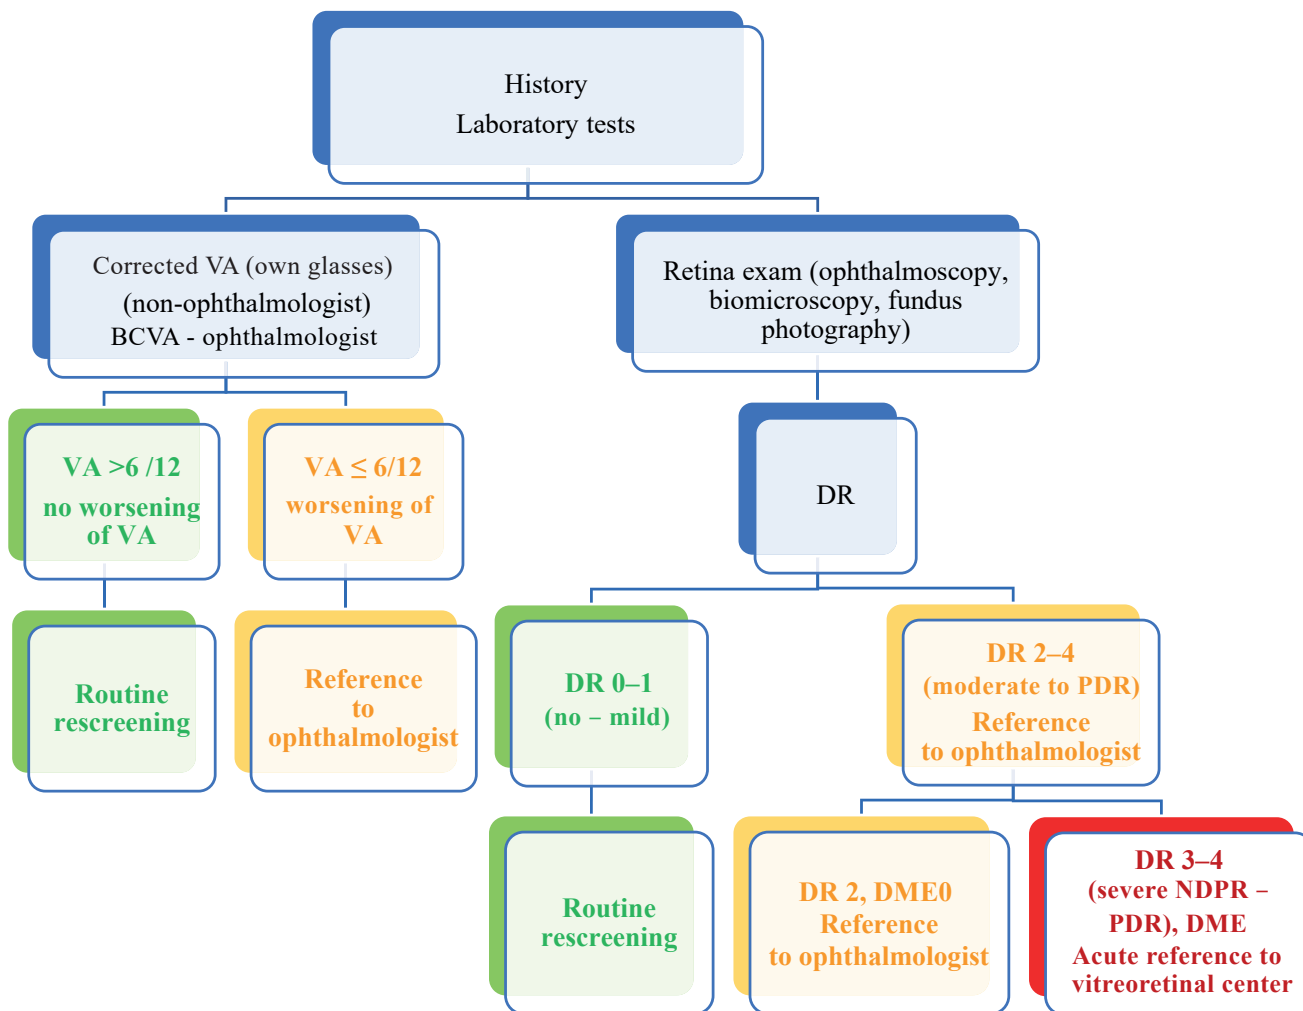 History
Laboratory tests
Corrected VA (own glasses)
(non-ophthalmologist)
BCVA - ophthalmologist
Retina exam (ophthalmoscopy,
biomicroscopy, fundus
photography)
VA >6 /12
no worsening
of VA
VA ≤ 6/12
worsening of
VA
DR
Routine
rescreening
Reference
to
ophthalmologist
DR 0–1
(no – mild)
DR 2–4
(moderate to PDR)
Reference
to ophthalmologist
Routine
rescreening
DR 2, DME0
Reference
to ophthalmologist
DR 3–4
(severe NDPR –
PDR), DME
Acute reference to
vitreoretinal center